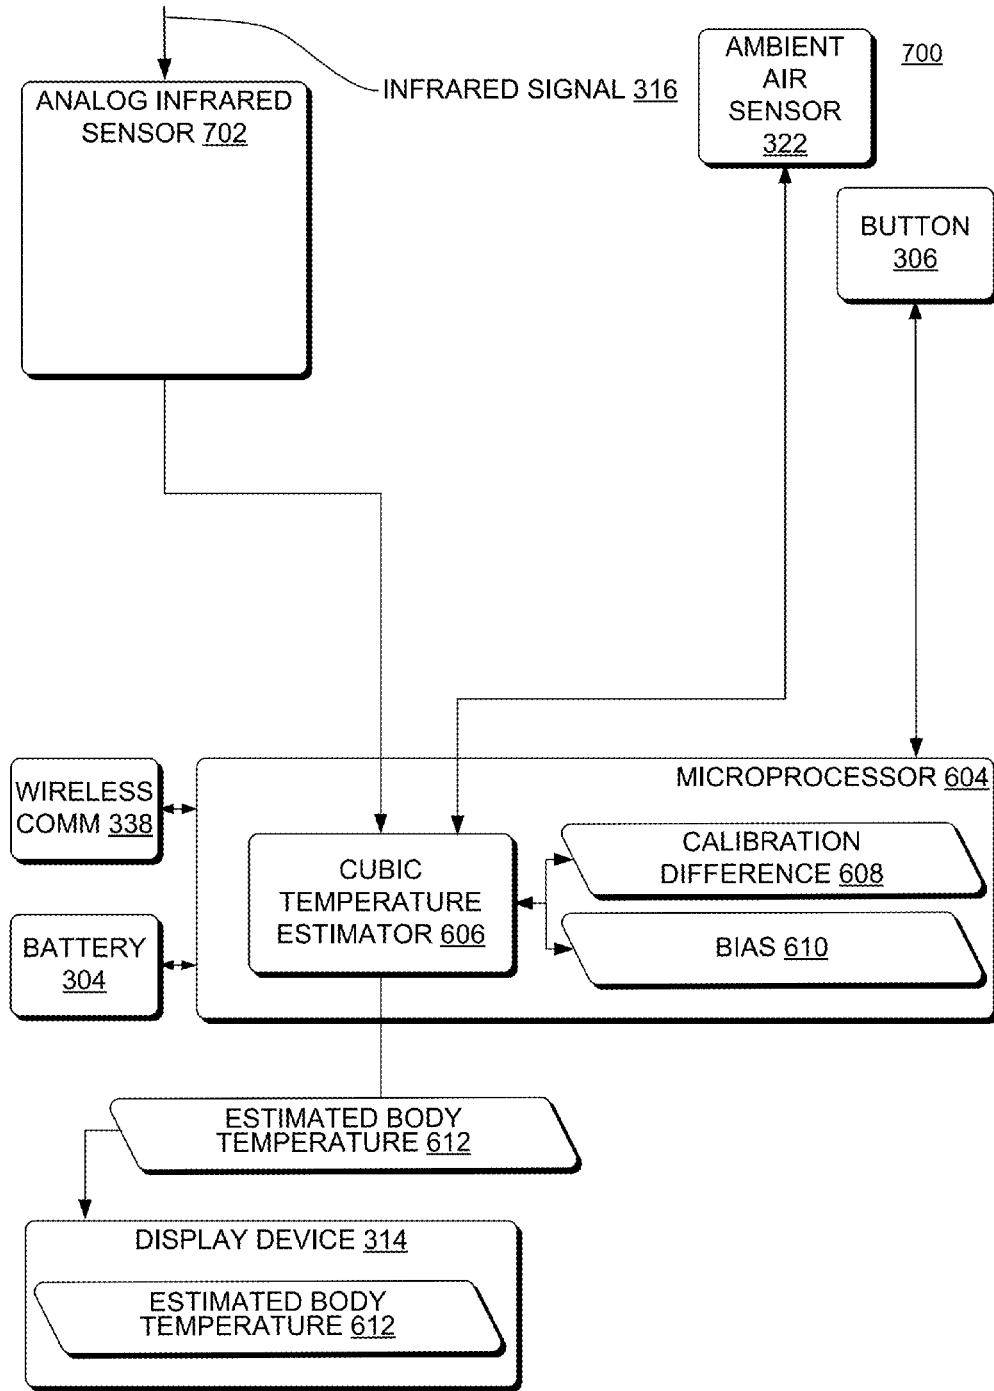 ANALOG INFRARED
SENSOR 702
INFRARED SIGNAL 316
AMBIENT
AIR
SENSOR
322
700
BUTTON
306
MICROPROCESSOR 604
WIRELESS
COMM 338
CUBIC
TEMPERATURE
ESTIMATOR 606
CALIBRATION
DIFFERENCE 608
BIAS 610
BATTERY
304
ESTIMATED BODY
TEMPERATURE 612
DISPLAY DEVICE 314
ESTIMATED BODY
TEMPERATURE 612